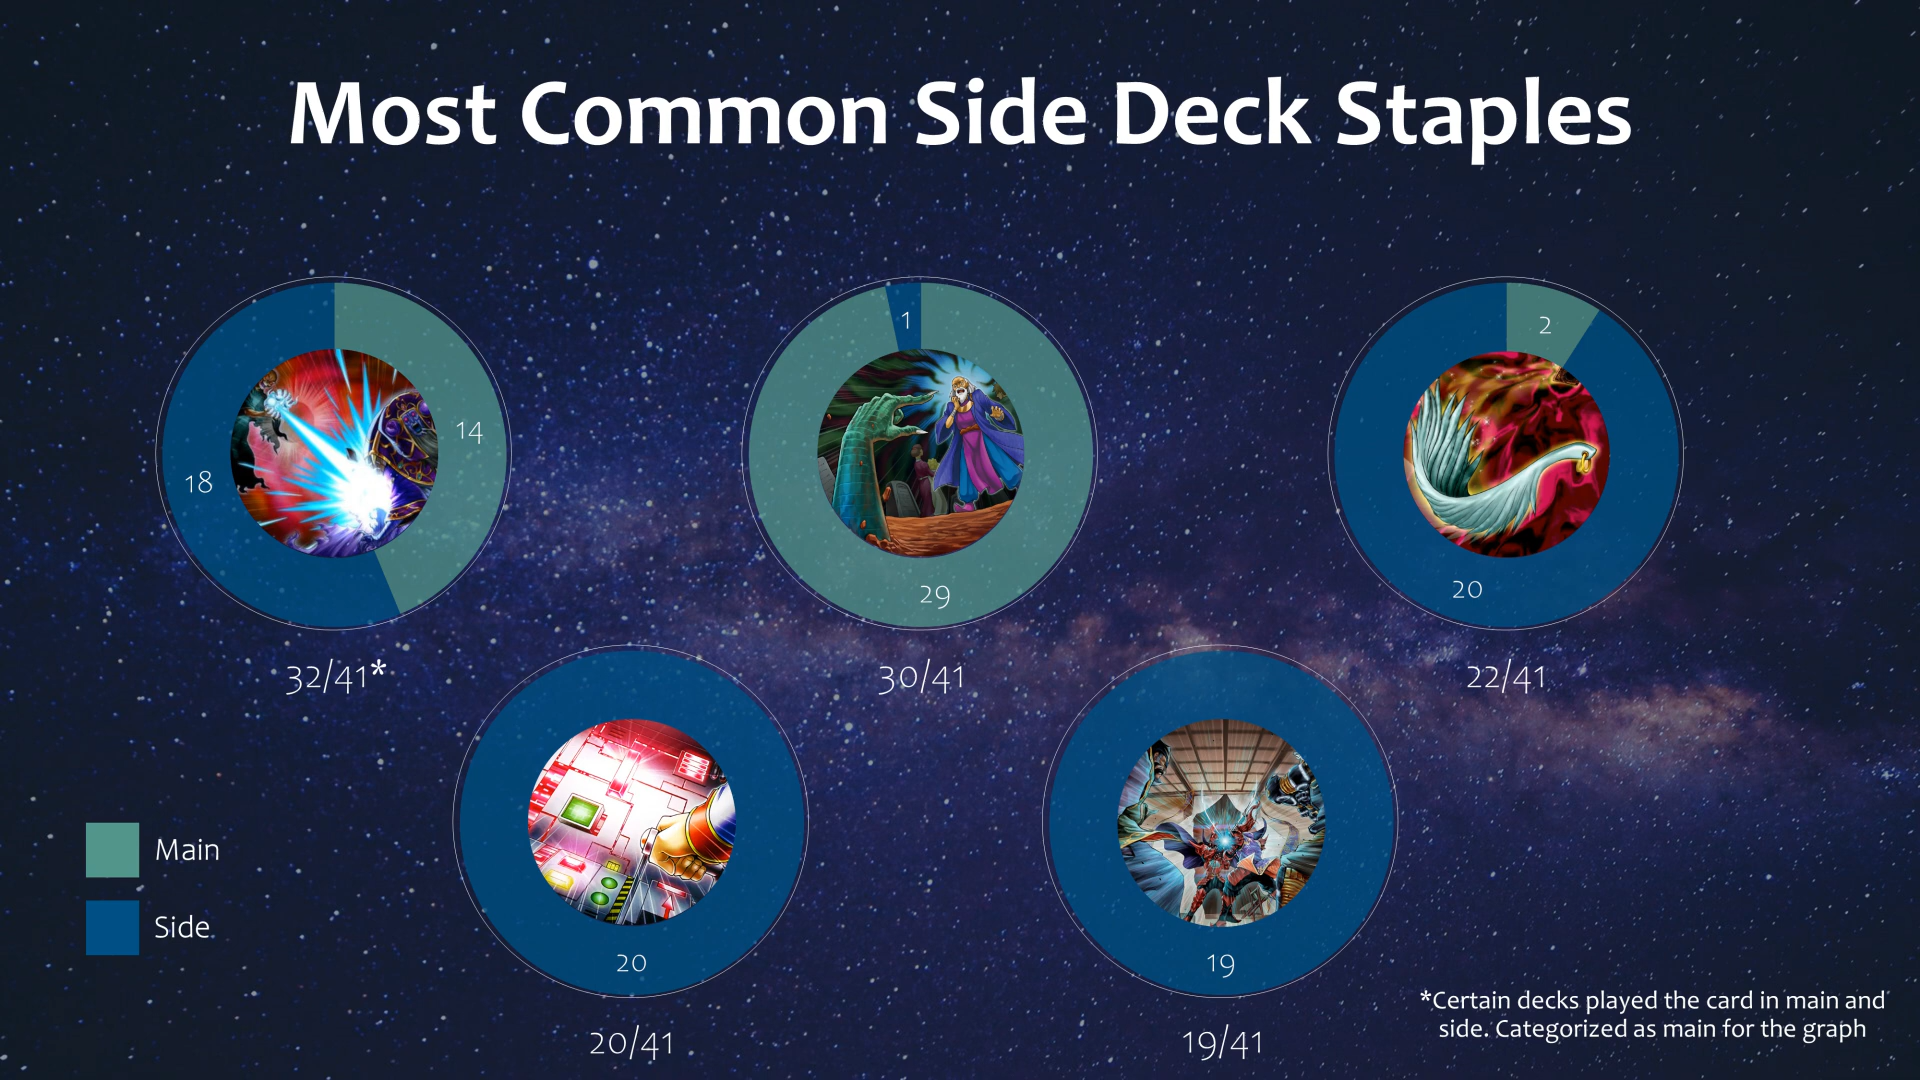 Most Common Side Deck Staples
14
18
32/41*
1
29
30/41
2
20
22/41
20
20/41
19
19/41
Main
Side
*Certain decks played the card in main and
side. Categorized as main for the graph